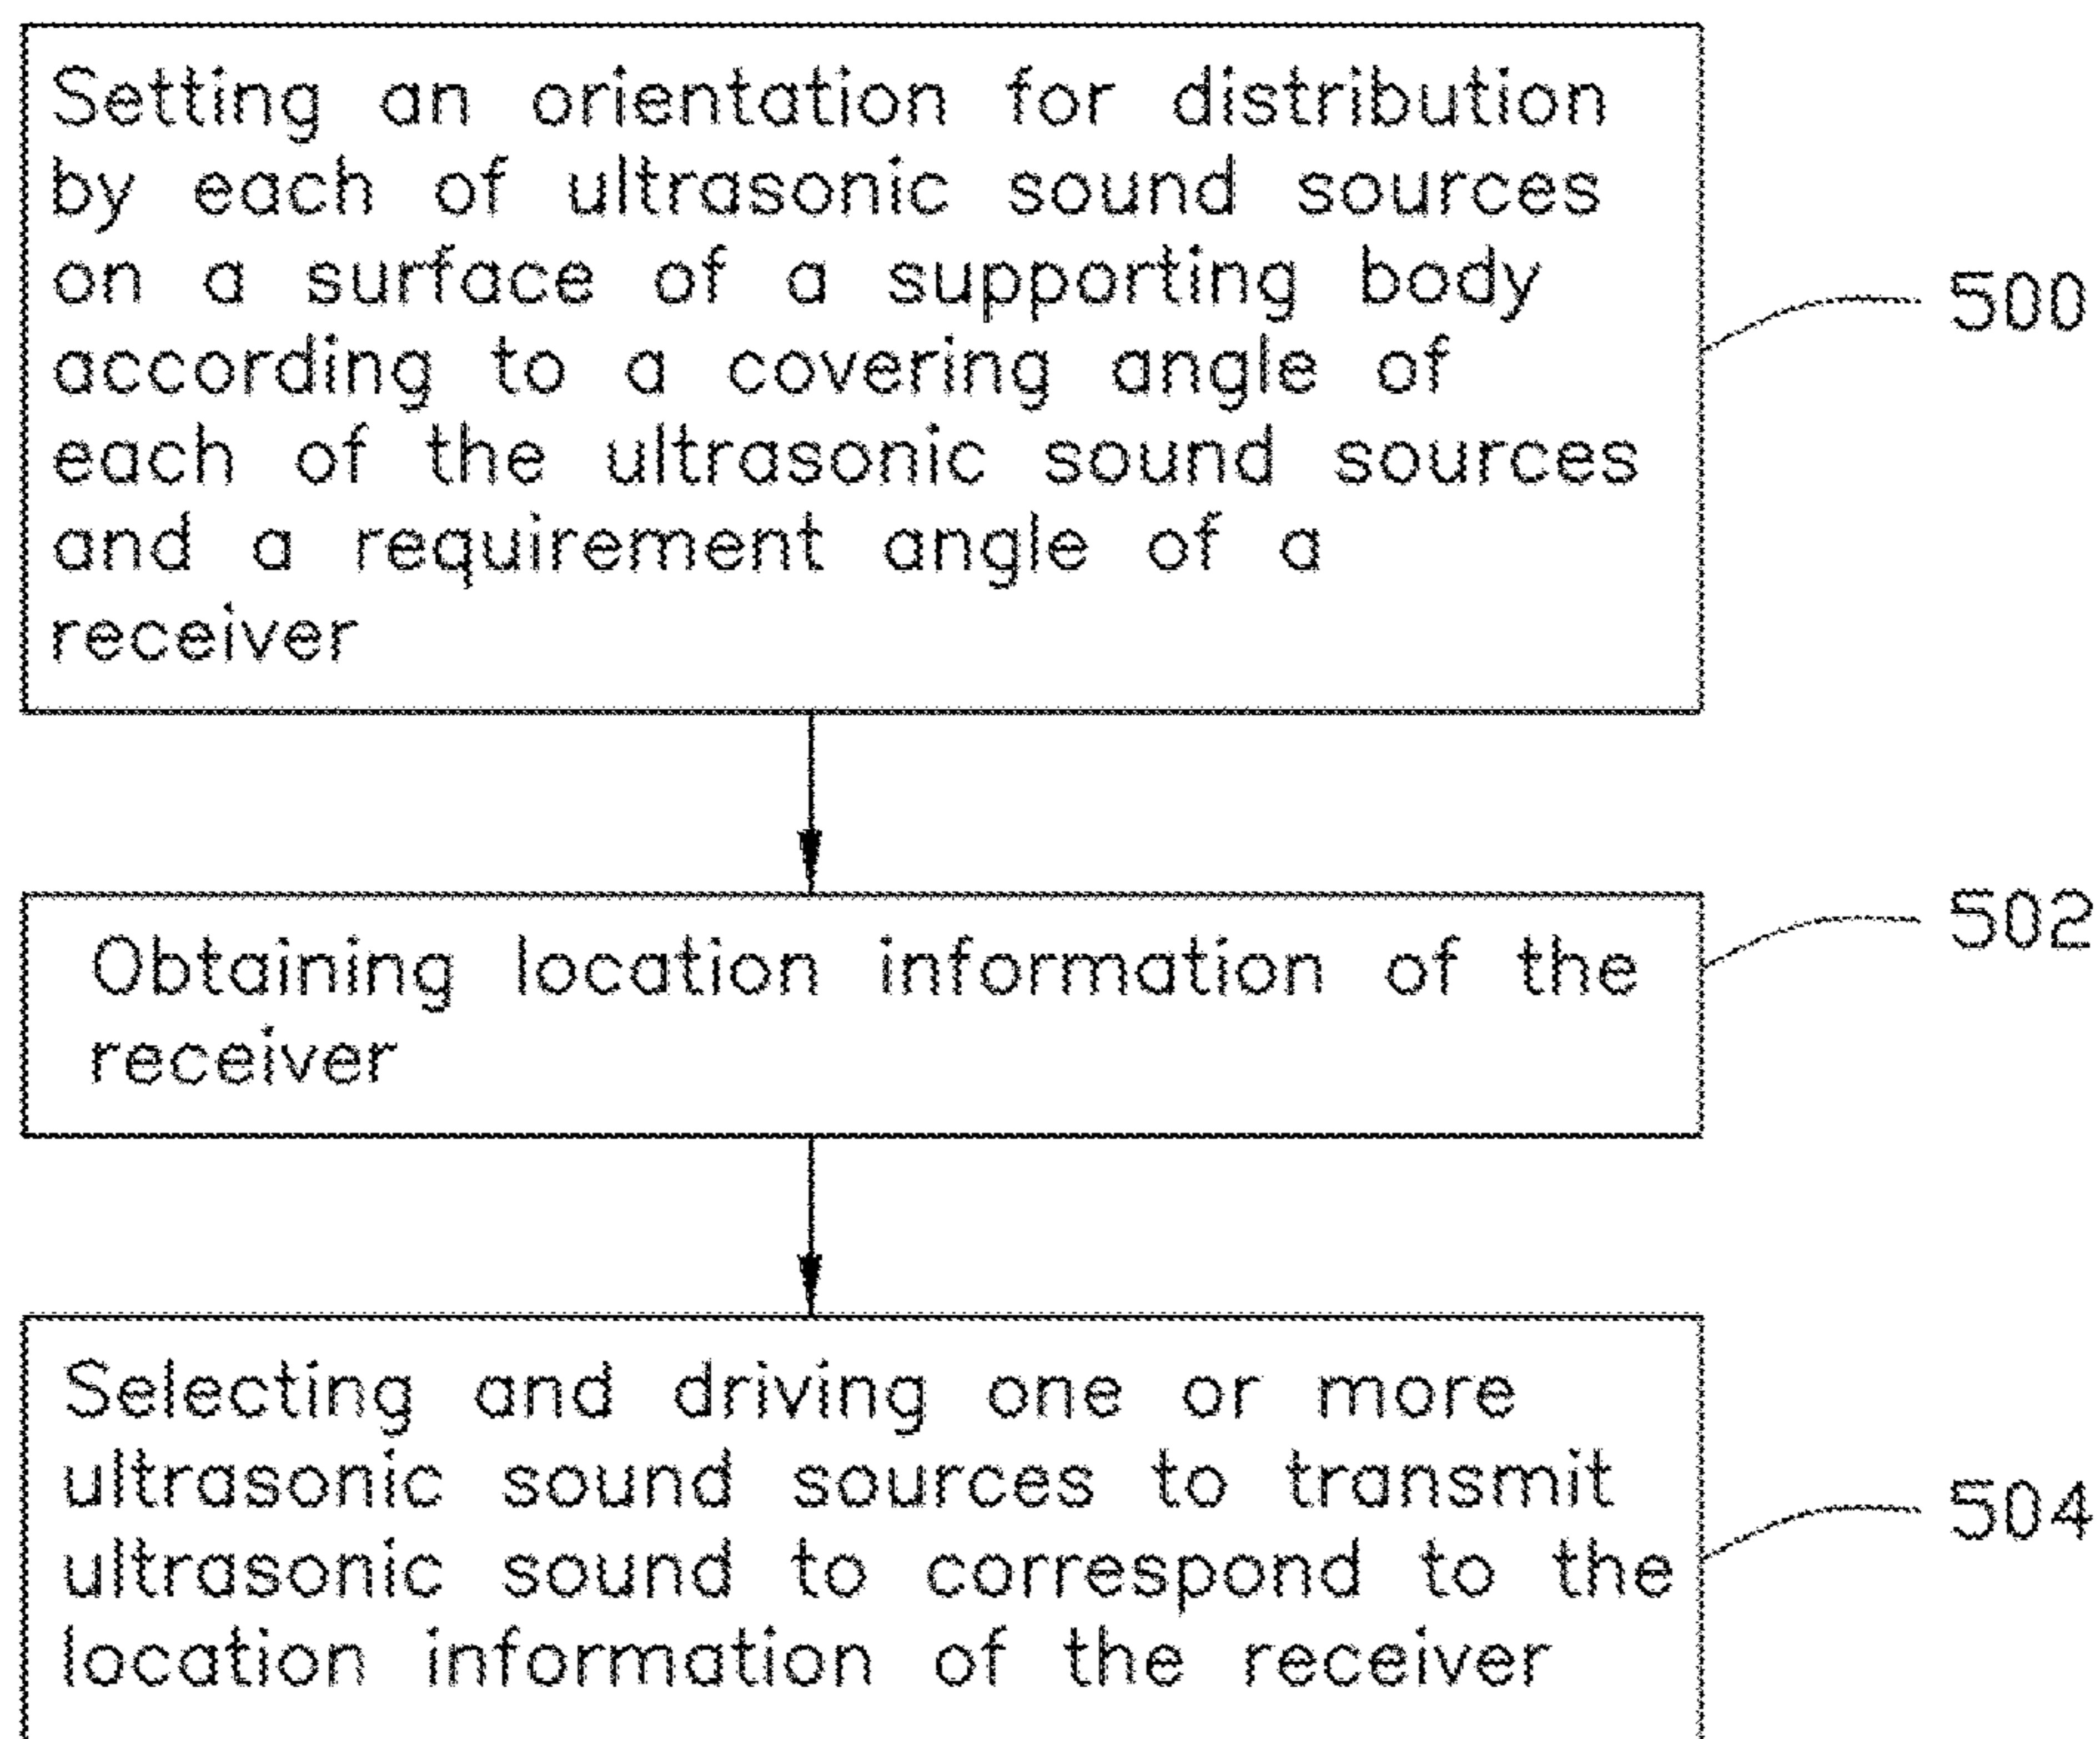 Setting an orientation for distribution
by each of ultrasonic sound sources
on a surface of a supporting body
according to a covering angle of
each of the ultrasonic sound sources
and a requirement angle of a
receiver
500
Obtaining location information of the
receiver
502
Selecting and driving one or more
ultrasonic sound sources to transmit
ultrasonic sound to correspond to the
location information of the receiver
504